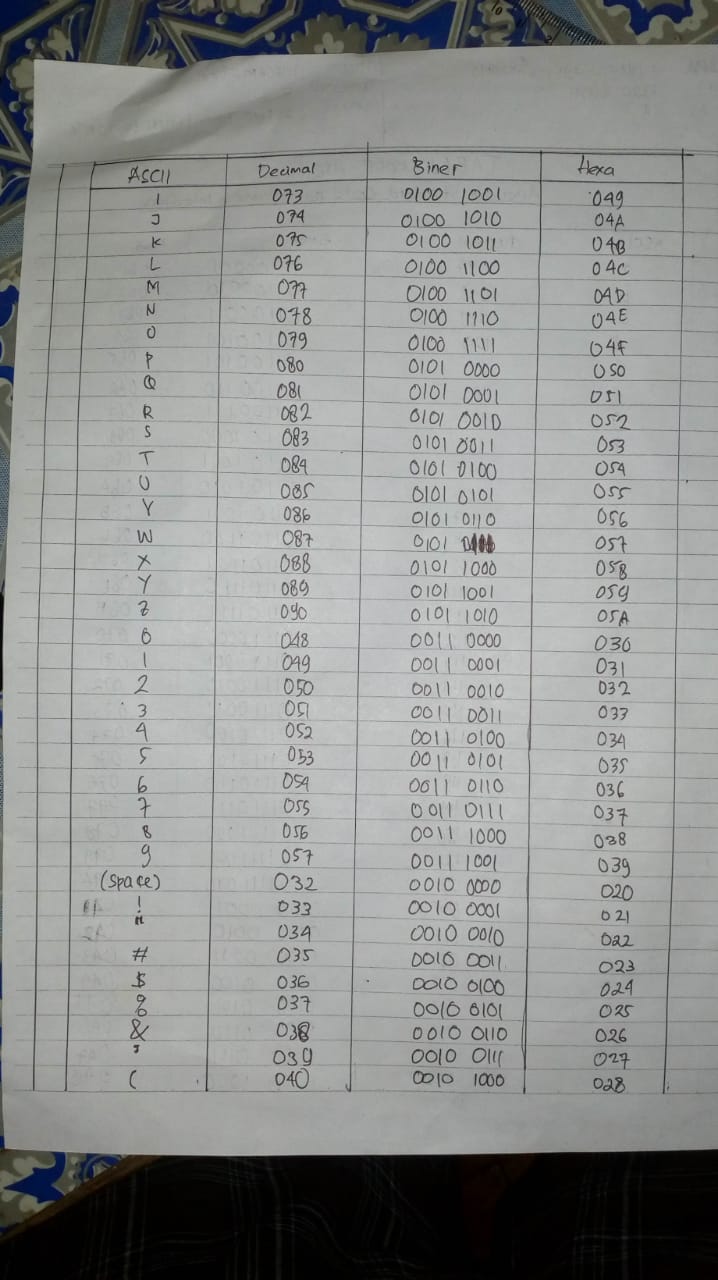 ASCII Decimal Biner Hexa
I 073 0100 1001 049
J 074 0100 1010 04A
K 075 0100 1011 04B
L 076 0100 1100 04C
M 077 0100 1101 04D
N 078 0100 1110 04E
O 079 0100 1111 04F
P 080 0101 0000 050
Q 081 0101 0001 051
R 082 0101 0010 052
S 083 0101 0011 053
T 084 0101 0100 054
U 085 0101 0101 055
Y 086 0101 0110 056
W 087 0101 057
X 088 0101 1000 058
Y 089 0101 1001 059
Z 090 0101 1010 05A
0 048 0011 0000 030
1 049 0011 0001 031
2 050 0011 0010 032
3 051 0011 0011 033
4 052 0011 0100 034
5 053 0011 0101 035
6 054 0011 0110 036
7 055 0011 0111 037
8 056 0011 1000 038
9 057 0011 1001 039
(Space) 032 0010 0000 020
! 033 0010 0001 021
" 034 0010 0010 022
# 035 0010 0011 023
$ 036 0010 0100 024
% 037 0010 0101 025
& 038 0010 0110 026
' 039 0010 0111 027
( 040 0010 1000 028